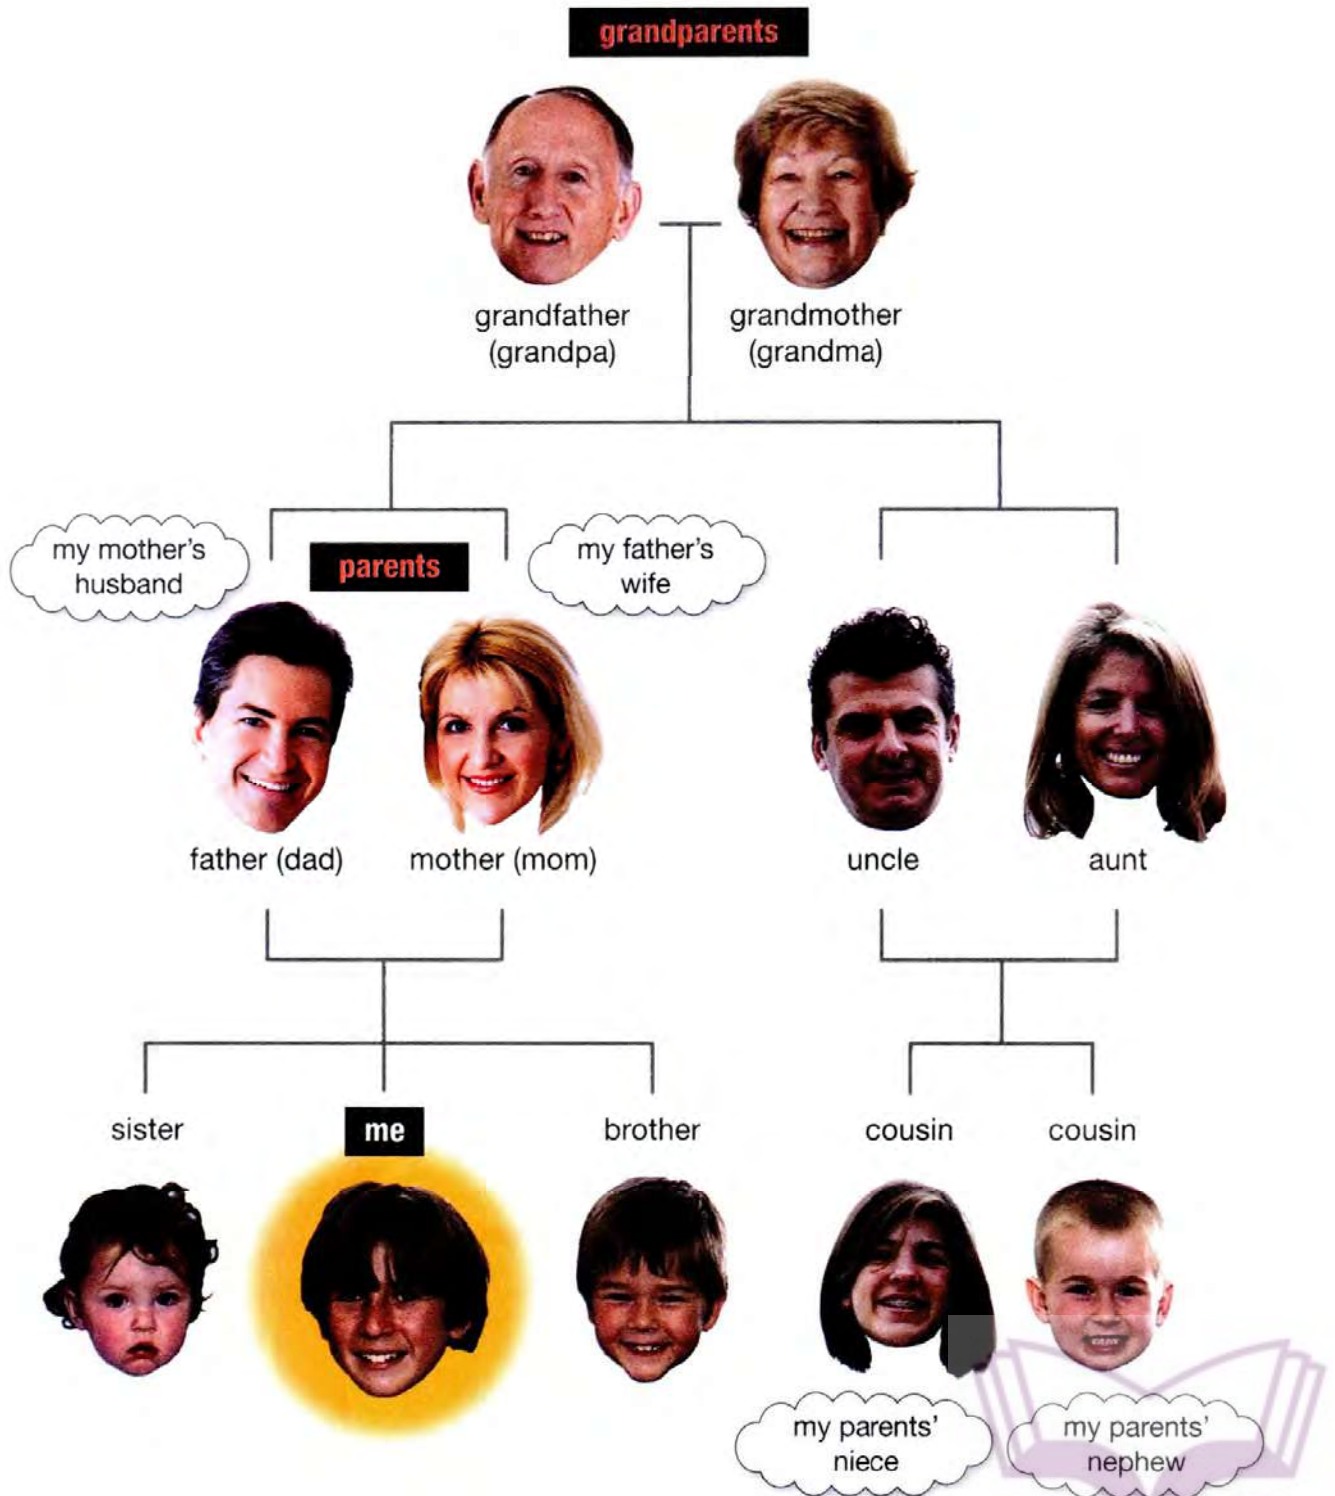 grandparents
grandfather
(grandpa)
grandmother
(grandma)
my mother's
husband
parents
my father's
wife
father (dad)
mother (mom)
uncle
aunt
sister
me
brother
cousin
cousin
my parents'
niece
my parents'
nephew